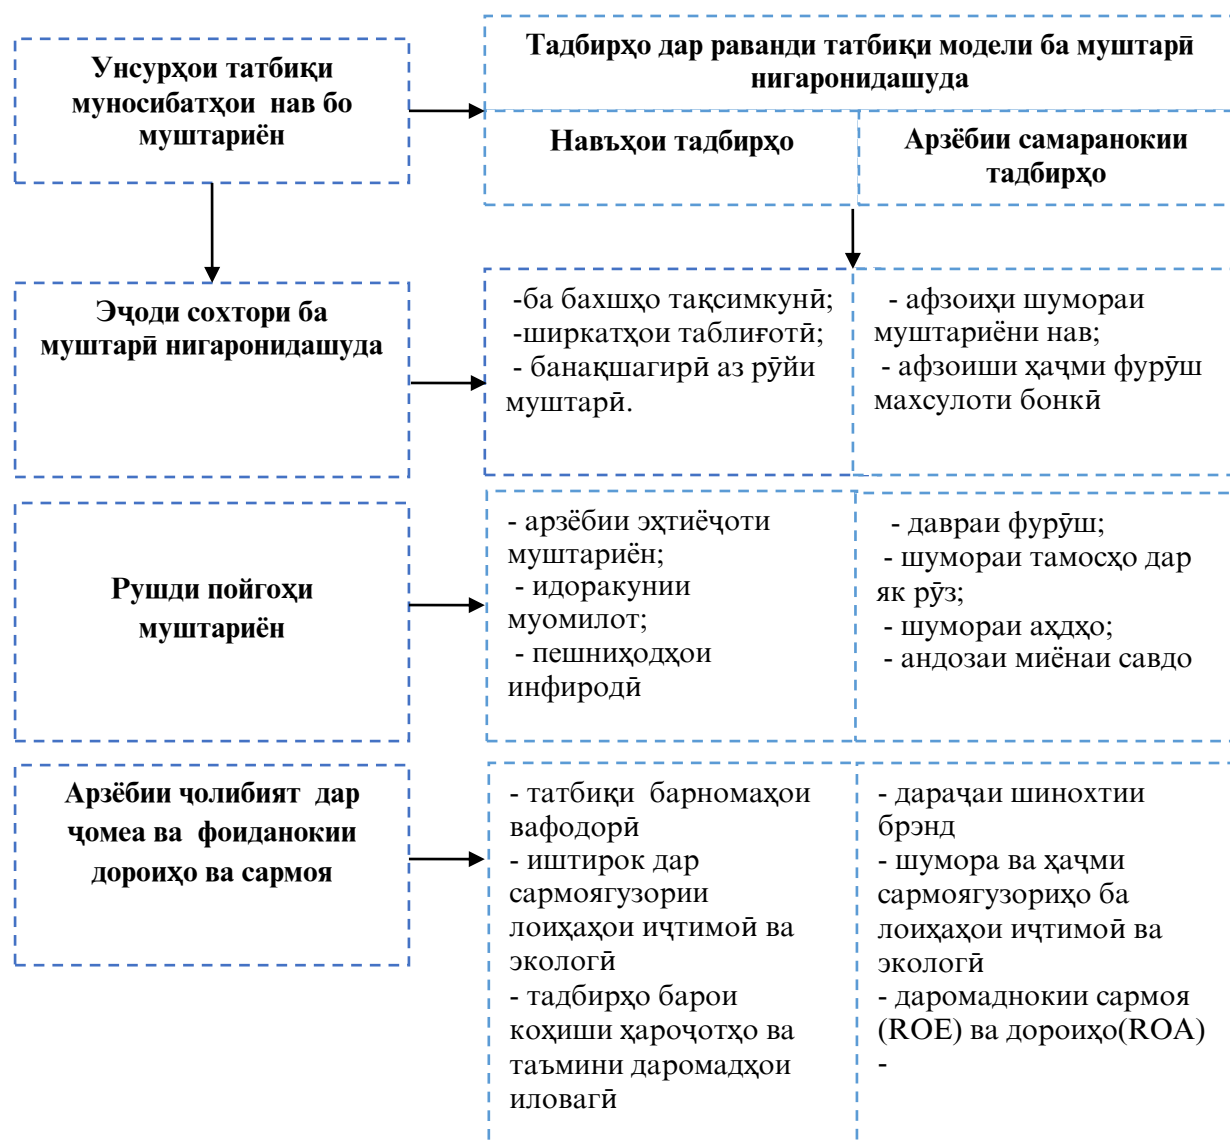 Унсурҳои татбиқи
муносибатҳои нав бо
муштариён
Тадбирҳо дар раванди татбиқи модели ба муштарӣ
нигаронидашуда
Навъҳои тадбирҳо
Арзёбии самаранокии
тадбирҳо
Эҷоди сохтори ба
муштарӣ нигаронидашуда
-ба бахшҳо тақсимкунӣ;
-ширкатҳои таблиғотӣ;
- банақшагирӣ аз рӯйи
муштарӣ.
- афзоиҳи шумораи
муштариёни нав;
- афзоиши ҳаҷми фурӯш
махсулоти бонкӣ
Рушди пойгоҳи
муштариён
- арзёбии эҳтиёҷоти
муштариён;
- идоракунии
муомилот;
- пешниҳодҳои
инфиродӣ
- давраи фурӯш;
- шумораи тамосҳо дар
як рӯз;
- шумораи аҳдҳо;
- андозаи миёнаи савдо
Арзёбии ҷолибият дар
ҷомеа ва фоиданокии
дороиҳо ва сармоя
- татбиқи барномаҳои
вафодорӣ
- иштирок дар
сармоягузории
лоиҳаҳои иҷтимоӣ ва
экологӣ
- тадбирҳо барои
коҳиши ҳароҷотҳо ва
таъмини даромадҳои
иловагӣ
- дараҷаи шинохтии
брэнд
- шумора ва ҳаҷми
сармоягузориҳо ба
лоиҳаҳои иҷтимоӣ ва
экологӣ
- даромаднокии сармоя
(ROE) ва дороиҳо(ROA)
-